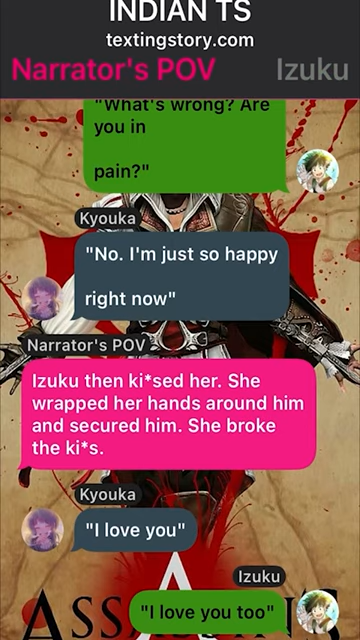 INDIAN TS
textingstory.com
Narrator's POV Izuku
"What's wrong? Are
you in
pain?"
Kyouka
"No. I'm just so happy
right now"
Narrator's POV
Izuku then ki*sed her. She
wrapped her hands around him
and secured him. She broke
the ki*s.
Kyouka
"I love you"
Izuku
"I love you too"